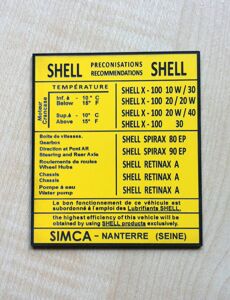 SHELL PRECONISATIONS RECOMMENDATIONS SHELL
TEMPÉRATURE
Moteur Crankcase
Inf. à - 10° C
Below 15° F
Sup. à - 10° C
Above 15° F
SHELL X - 100 10 W / 30
SHELL X - 100 20 / 20 W
SHELL X - 100 20 W / 40
SHELL X - 100 30
Boite de vitesses.
Gearbox
Direction et Pont AR
Steering and Rear Axle
Roulements de roues
Wheel Hubs
Chassis
Chassis
Pompe à eau
Water pump
SHELL SPIRAX 80 EP
SHELL SPIRAX 90 EP
SHELL RETINAX A
SHELL RETINAX A
SHELL RETINAX A
Le bon fonctionnement de ce véhicule est
subordonné à l'emploi des Lubrifiants SHELL.
the highest efficiency of this vehicle will be
obtained by using SHELL products exclusively.
SIMCA - NANTERRE (SEINE)